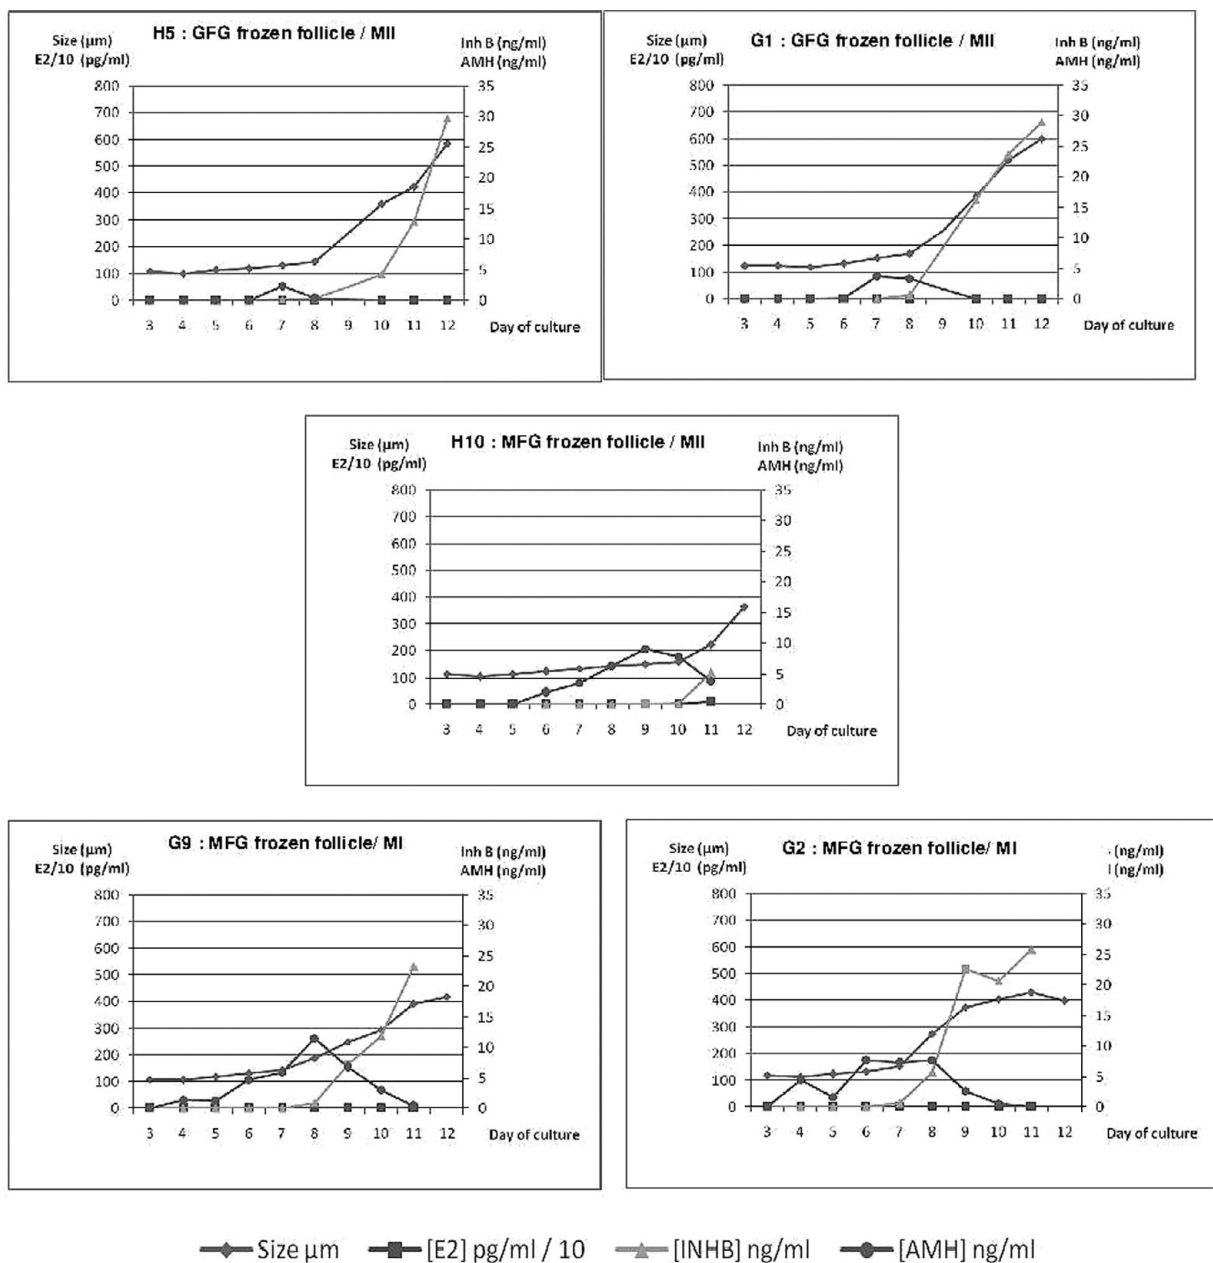 H5 : GFG frozen follicle / MII
Size (µm)
E2/10 (pg/ml)
Inh B (ng/ml)
AMH (ng/ml)
800
700
600
500
400
300
200
100
0
35
30
25
20
15
10
5
0
3 4 5 6 7 8 9 10 11 12
Day of culture
G1 : GFG frozen follicle / MII
Size (µm)
E2/10 (pg/ml)
Inh B (ng/ml)
AMH (ng/ml)
800
700
600
500
400
300
200
100
0
35
30
25
20
15
10
5
0
3 4 5 6 7 8 9 10 11 12
Day of culture
H10 : MFG frozen follicle / MII
Size (µm)
E2/10 (pg/ml)
Inh B (ng/ml)
AMH (ng/ml)
800
700
600
500
400
300
200
100
0
35
30
25
20
15
10
5
0
3 4 5 6 7 8 9 10 11 12
Day of culture
G9 : MFG frozen follicle/ MI
Size (µm)
E2/10 (pg/ml)
Inh B (ng/ml)
AMH (ng/ml)
800
700
600
500
400
300
200
100
0
35
30
25
20
15
10
5
0
3 4 5 6 7 8 9 10 11 12
Day of culture
G2 : MFG frozen follicle/ MI
Size (µm)
E2/10 (pg/ml)
(ng/ml)
(ng/ml)
800
700
600
500
400
300
200
100
0
35
30
25
20
15
10
5
0
3 4 5 6 7 8 9 10 11 12
Day of culture
Size µm [E2] pg/ml / 10 [INHB] ng/ml [AMH] ng/ml